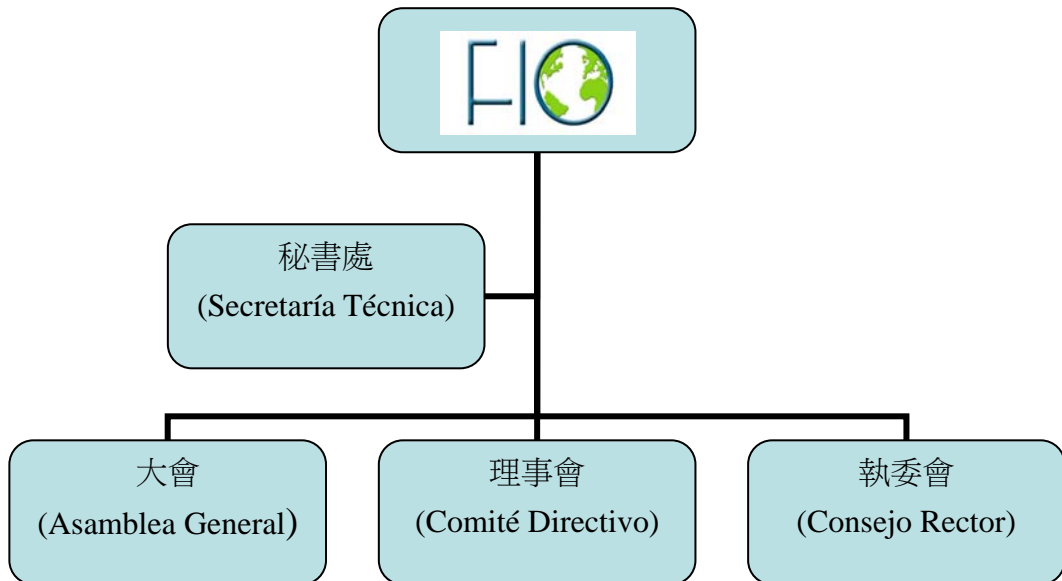 FIO
秘書處
(Secretaría Técnica)
大會
(Asamblea General)
理事會
(Comité Directivo)
執委會
(Consejo Rector)